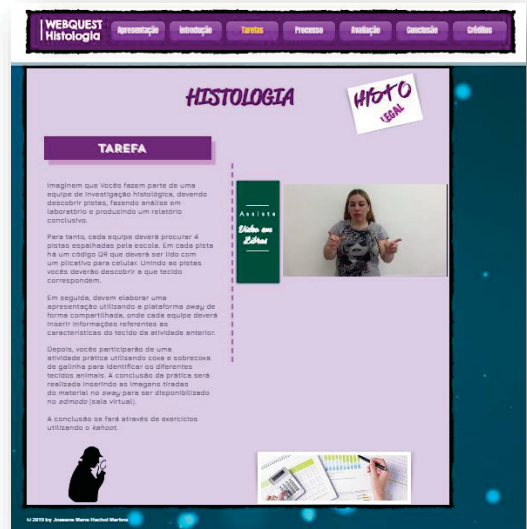 WEBQUEST
Histologia
Apresentação Introdução Tarefas Processo Avaliação Conclusão Créditos
HISTOLOGIA
HISTO
LEGAL
TAREFA
Imaginem que Vocês fazem parte de uma
equipe de investigação histológica, devendo
descobrir pistas, fazendo análise em
laboratório e produzindo um relatório
conclusivo.
Para tanto, cada equipe deverá procurar 4
pistas espalhadas pela escola. Em cada pista
há um código QR que deverá ser lido com
um plicativo para celular. Unindo as pistas
vocês deverão descobrir a que tecido
correspondem.
Em seguida, devem elaborar uma
apresentação utilizando a plataforma sway de
forma compartilhada, onde cada equipe deverá
inserir informações referentes as
características do tecido da atividade anterior.
Depois, vocês participarão de uma
atividade prática utilizando coxa e sobrecoxa
de galinha para identificar os diferentes
tecidos animais. A conclusão da prática será
realizada inserindo as imagens tiradas
do material no sway para ser disponibilizado
no edmodo (sala virtual).
A conclusão se fará através de exercícios
utilizando o kahoot.
Assista
Vídeo em
Libras
© 2019 by Joseane Maria Rachid Martins